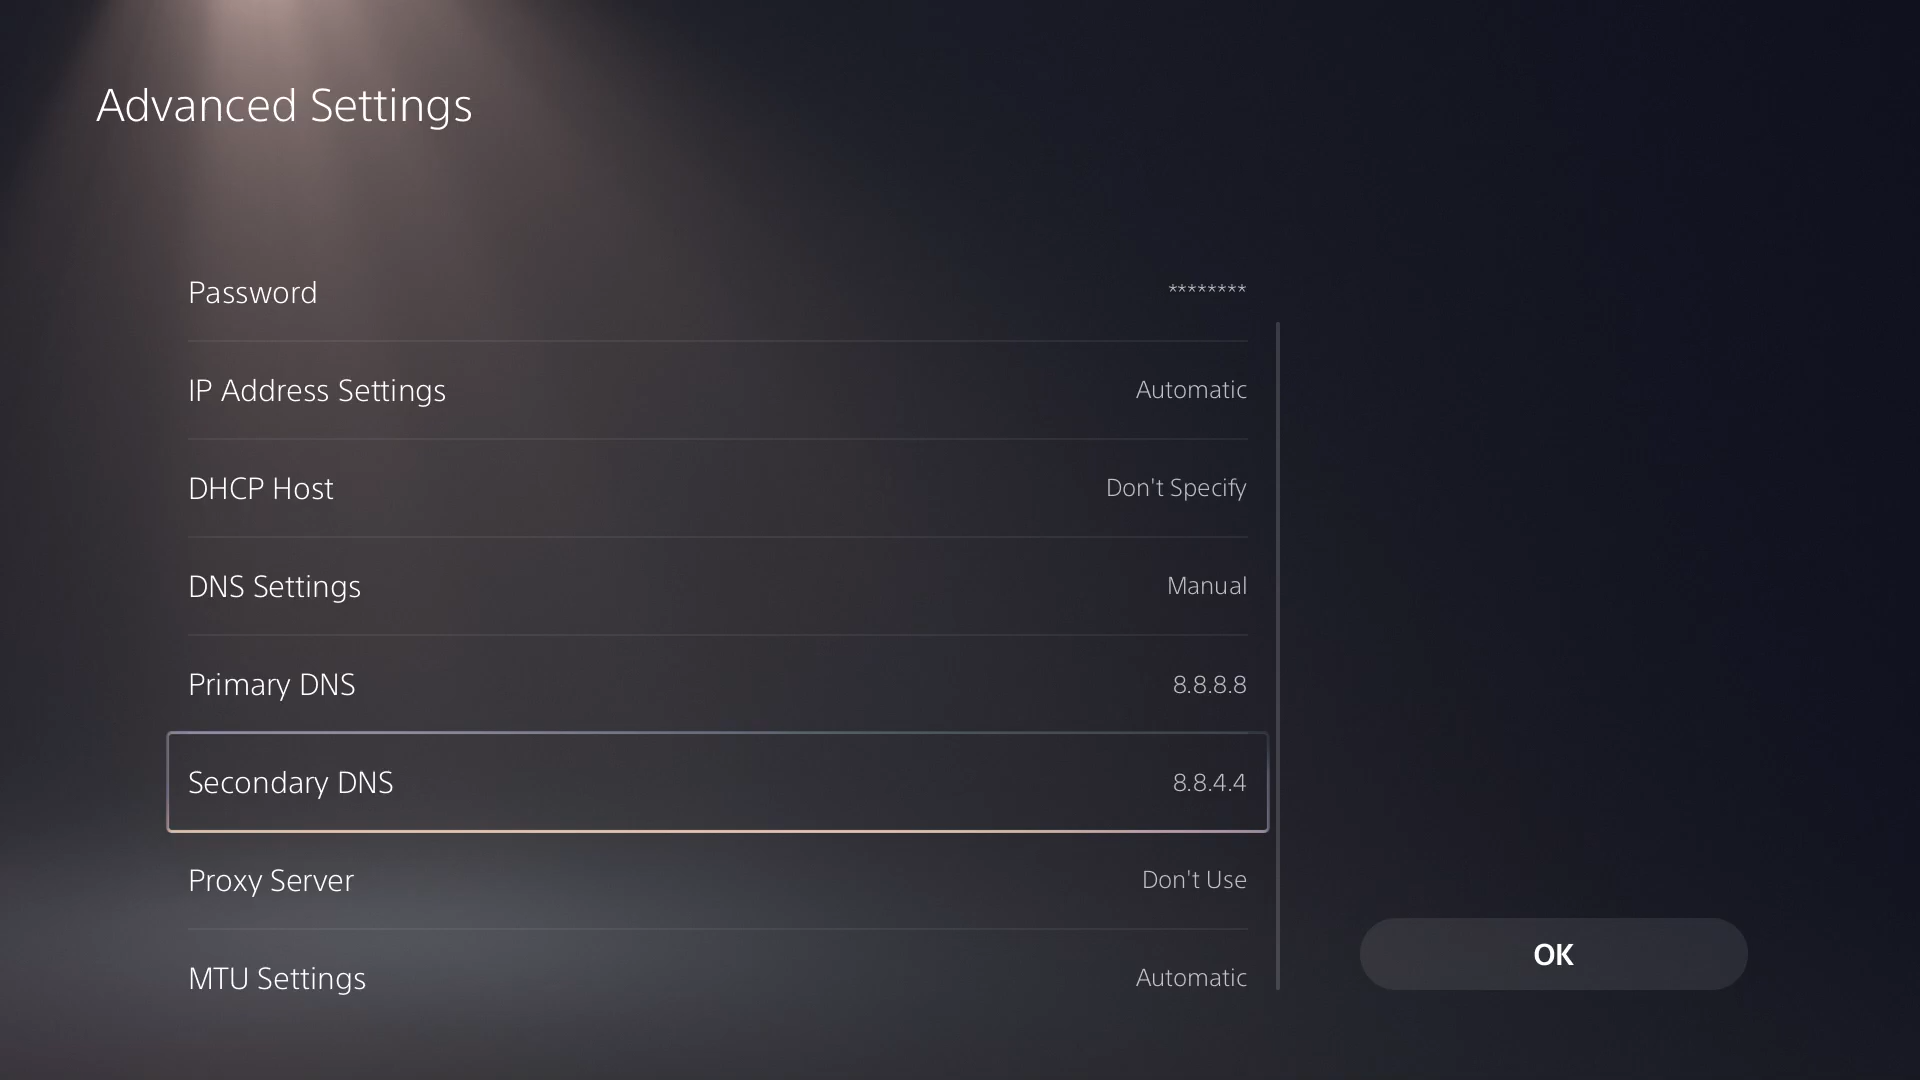 Advanced Settings
Password ********
IP Address Settings Automatic
DHCP Host Don't Specify
DNS Settings Manual
Primary DNS 8.8.8.8
Secondary DNS 8.8.4.4
Proxy Server Don't Use
MTU Settings Automatic
OK